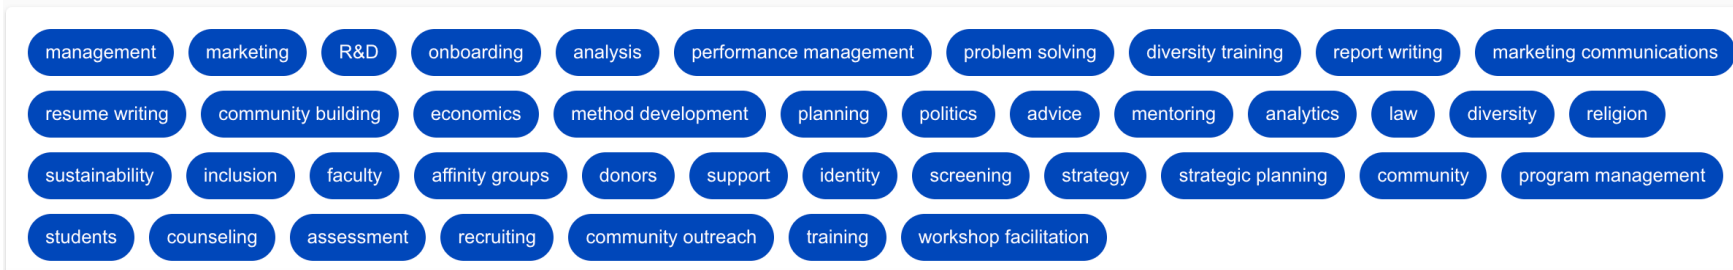 management marketing R&D onboarding analysis performance management problem solving diversity training report writing marketing communications
resume writing community building economics method development planning politics advice mentoring analytics law diversity religion
sustainability inclusion faculty affinity groups donors support identity screening strategy strategic planning community program management
students counseling assessment recruiting community outreach training workshop facilitation